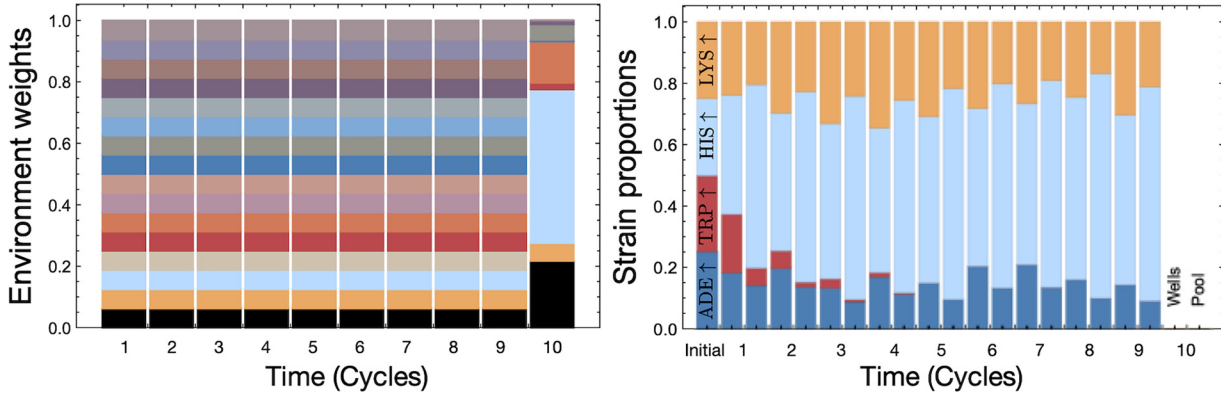 Environment weights
1.0
0.8
0.6
0.4
0.2
0.0
1 2 3 4 5 6 7 8 9 10
Time (Cycles)
Strain proportions
1.0
0.8
0.6
0.4
0.2
0.0
LYS ↑
HIS ↑
TRP ↑
ADE ↑
Wells
Pool
Initial 1 2 3 4 5 6 7 8 9 10
Time (Cycles)